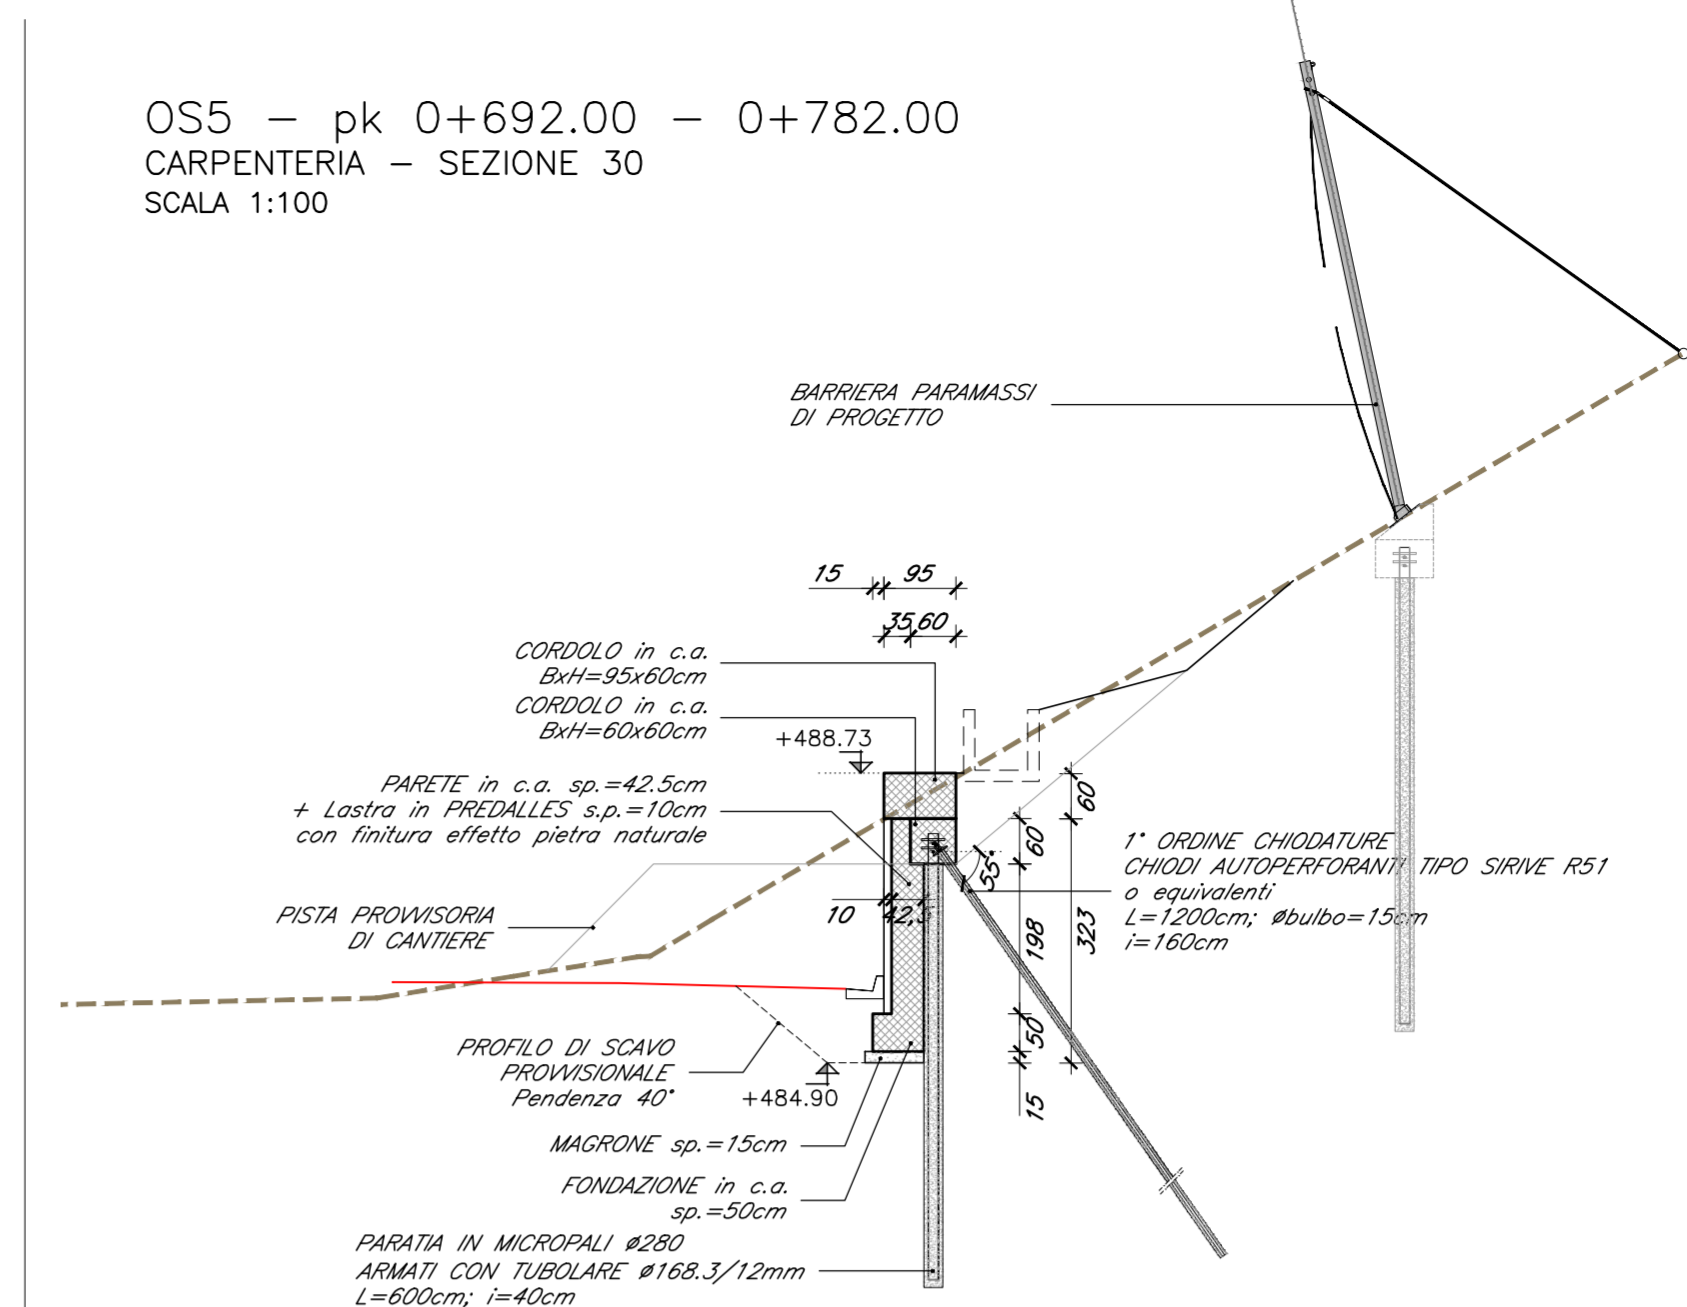 OS5 - pk 0+692.00 - 0+782.00
CARPENTERIA - SEZIONE 30
SCALA 1:100
BARRIERA PARAMASSI
DI PROGETTO
15 95
35 60
CORDOLO in c.a.
BxH=95x60cm
CORDOLO in c.a.
BxH=60x60cm
+488.73
PARETE in c.a. sp.=42.5cm
+ Lastra in PREDALLES s.p.=10cm
con finitura effetto pietra naturale
60
60
55°
1° ORDINE CHIODATURE
CHIODI AUTOPERFORANTI TIPO SIRIVE R51
o equivalenti
L=1200cm; øbulbo=15cm
i=160cm
10 42,5
198
323
PISTA PROVVISORIA
DI CANTIERE
50
15
PROFILO DI SCAVO
PROVVISIONALE
Pendenza 40°
+484.90
MAGRONE sp.=15cm
FONDAZIONE in c.a.
sp.=50cm
PARATIA IN MICROPALI ø280
ARMATI CON TUBOLARE ø168.3/12mm
L=600cm; i=40cm